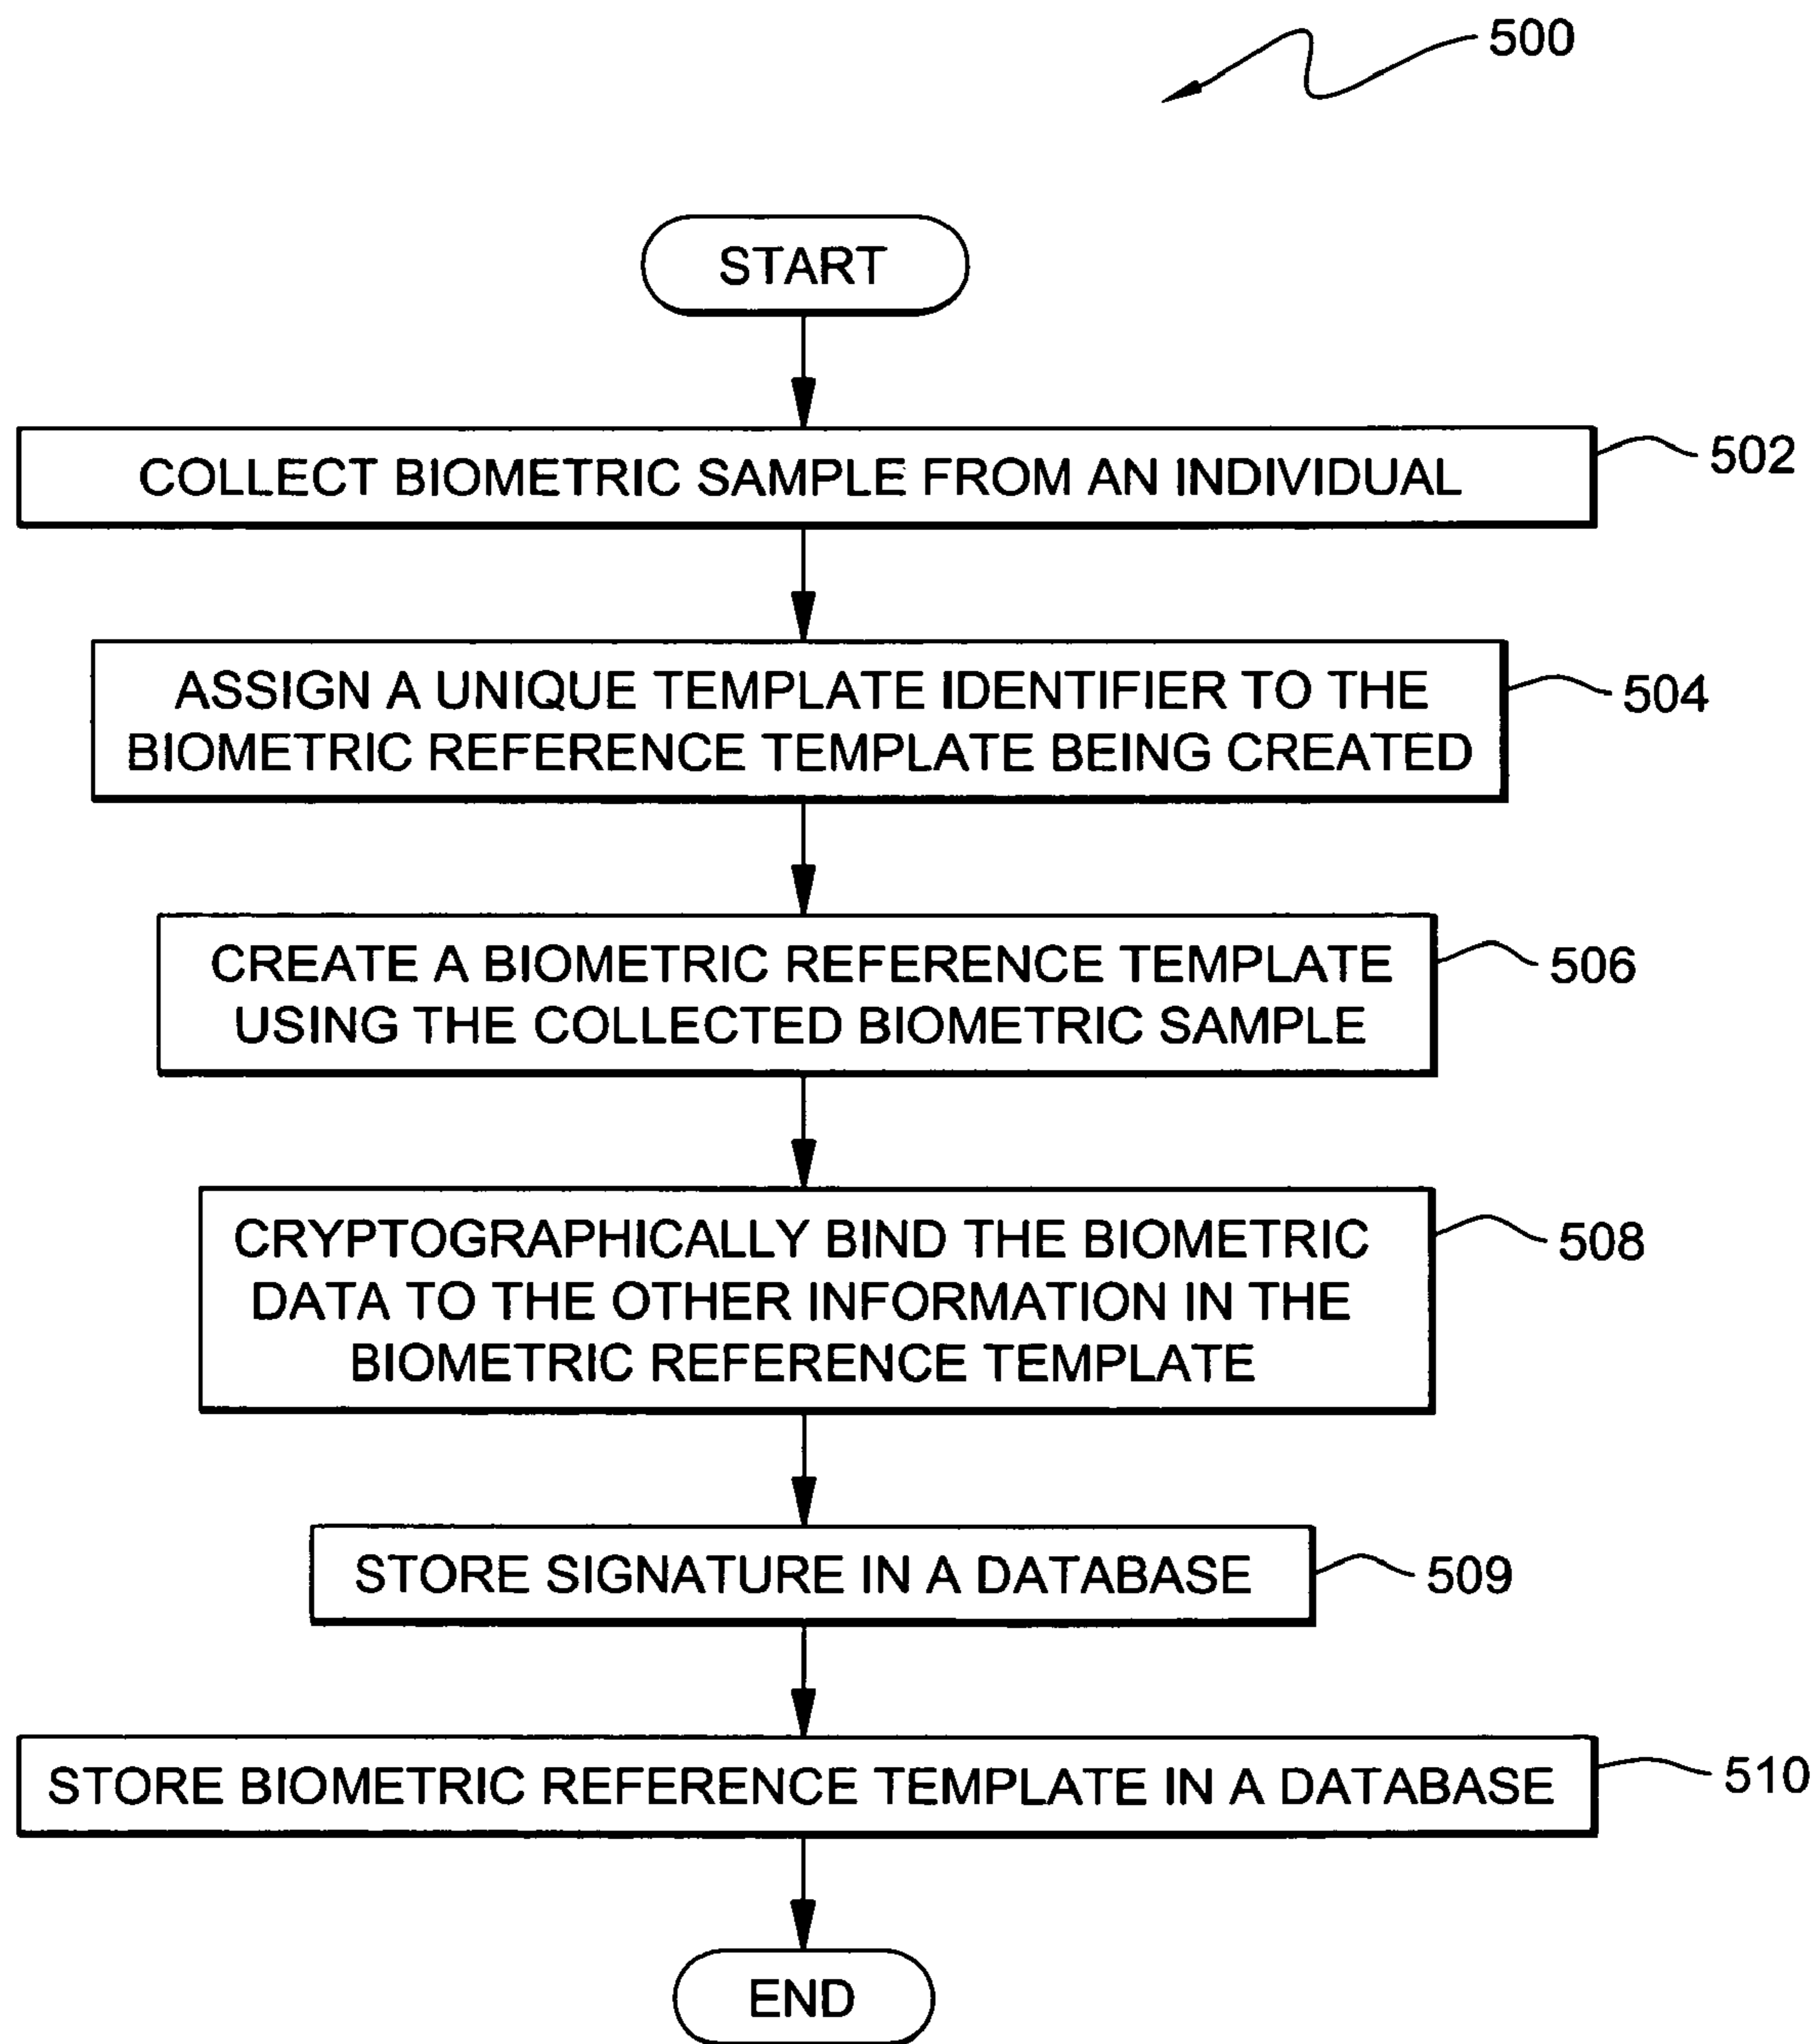 500
START
COLLECT BIOMETRIC SAMPLE FROM AN INDIVIDUAL
502
ASSIGN A UNIQUE TEMPLATE IDENTIFIER TO THE
BIOMETRIC REFERENCE TEMPLATE BEING CREATED
504
CREATE A BIOMETRIC REFERENCE TEMPLATE
USING THE COLLECTED BIOMETRIC SAMPLE
506
CRYPTOGRAPHICALLY BIND THE BIOMETRIC
DATA TO THE OTHER INFORMATION IN THE
BIOMETRIC REFERENCE TEMPLATE
508
STORE SIGNATURE IN A DATABASE
509
STORE BIOMETRIC REFERENCE TEMPLATE IN A DATABASE
510
END